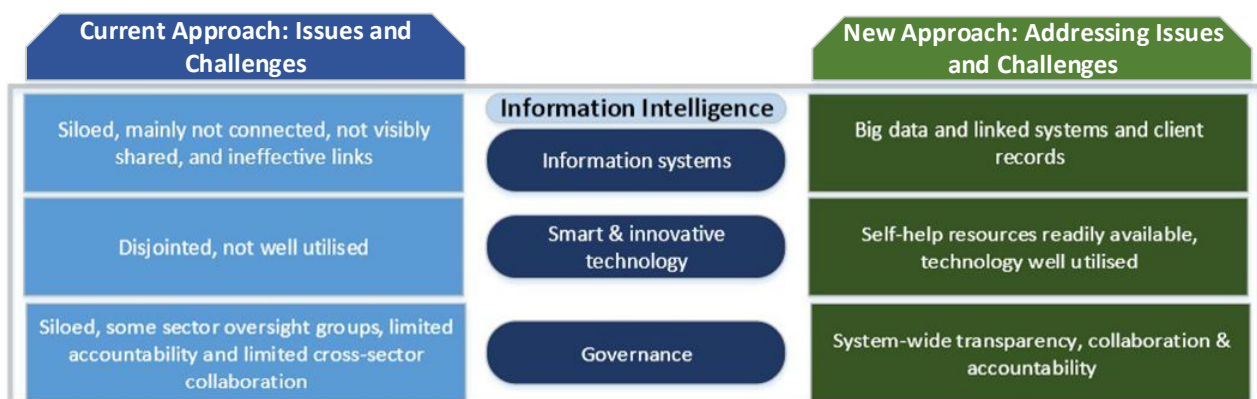 Current Approach: Issues and
Challenges
New Approach: Addressing Issues
and Challenges
Information Intelligence
Siloed, mainly not connected, not visibly
shared, and ineffective links
Information systems
Big data and linked systems and client
records
Disjointed, not well utilised
Smart & innovative
technology
Self-help resources readily available,
technology well utilised
Siloed, some sector oversight groups, limited
accountability and limited cross-sector
collaboration
Governance
System-wide transparency, collaboration &
accountability